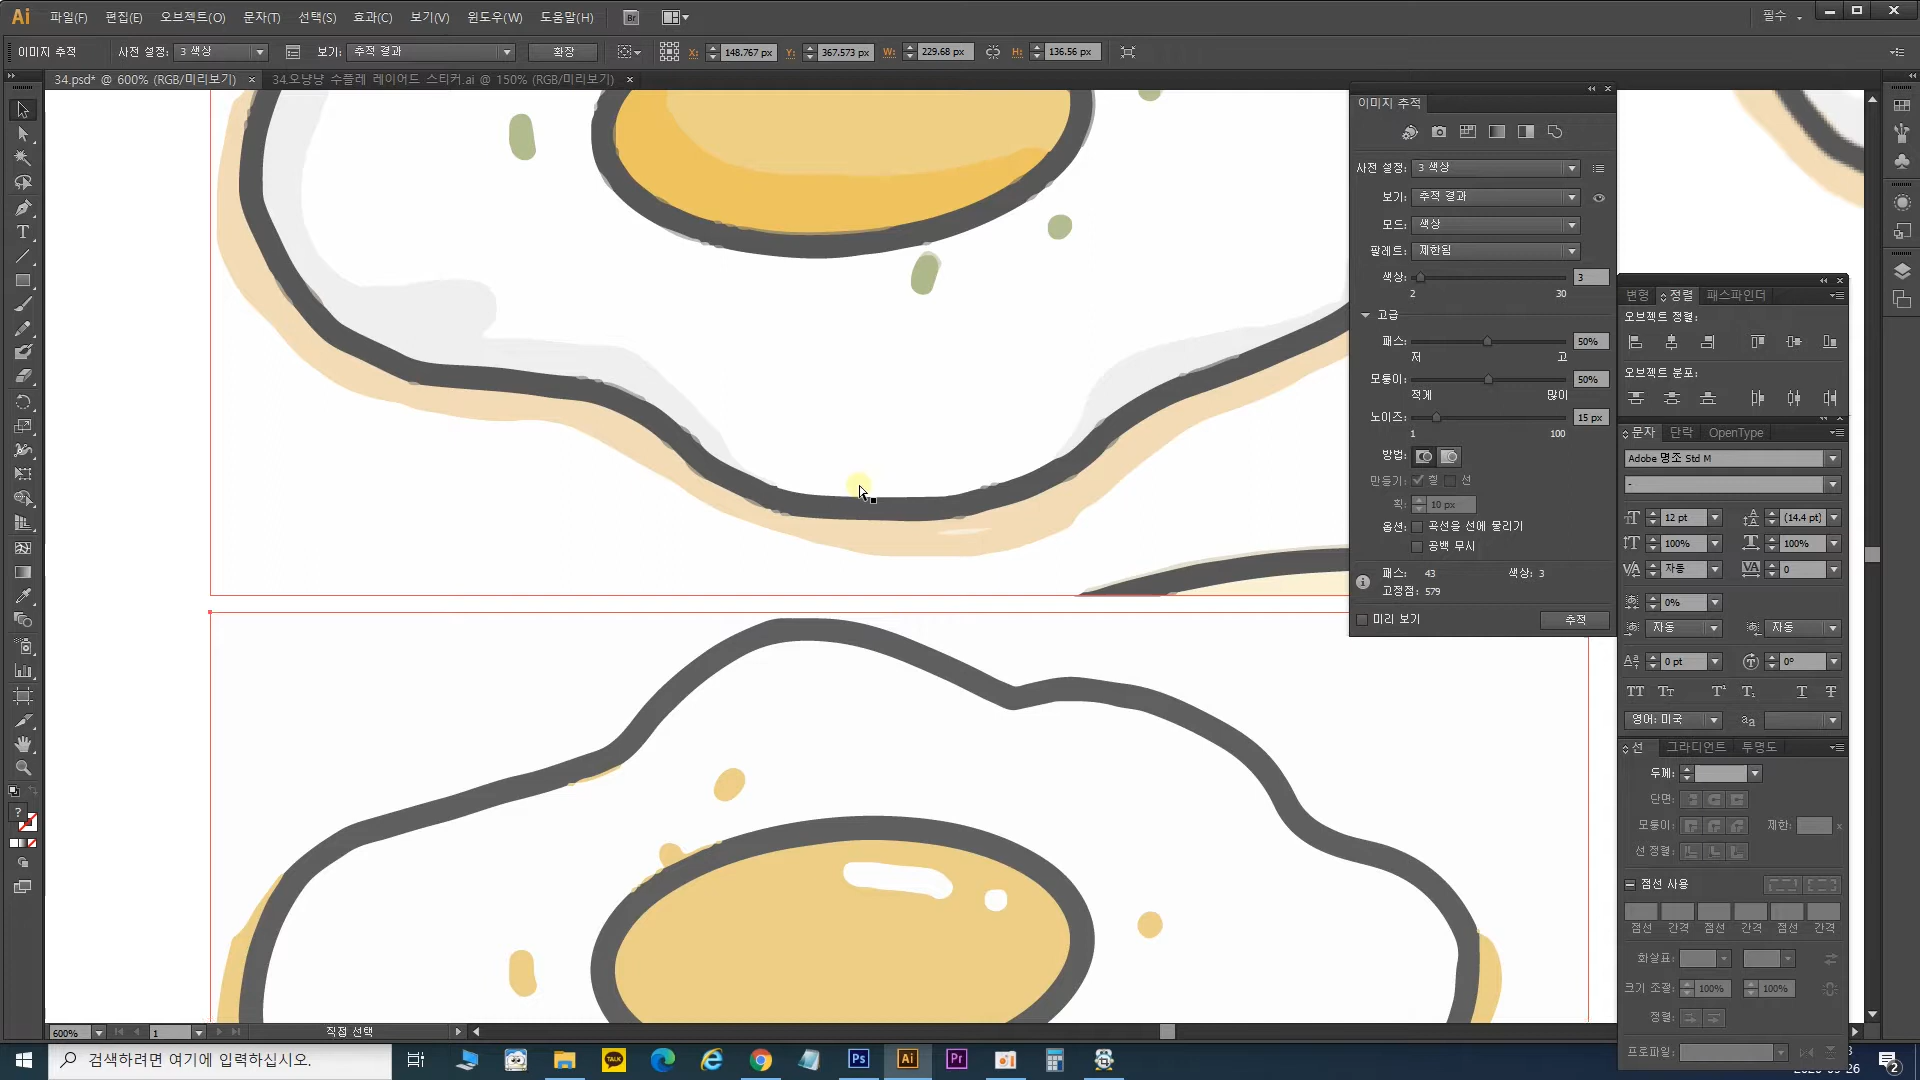 Ai 파일(F) 편집(E) 오브젝트(O) 문자(T) 선택(S) 효과(C) 보기(V) 윈도우(W) 도움말(H) Br 필수
이미지 추적 사전 설정: 3 색상 보기: 추적 결과 확장 X: 148.767 px Y: 367.573 px W: 229.68 px H: 136.56 px
34.psd* @ 600% (RGB/미리보기) × 34.오냥냥 수플레 레이어드 스티커.ai @ 150% (RGB/미리보기) ×
이미지 추적
사전 설정: 3 색상
보기: 추적 결과
모드: 색상
팔레트: 제한됨
색상: 3
2 30
고급
패스: 50%
저 고
모퉁이: 50%
적게 많이
노이즈: 15 px
1 100
방법:
만들기: 칠 선
획: 10 px
옵션: 곡선을 선에 물리기
공백 무시
패스: 43 색상: 3
고정점: 579
미리 보기 추적
변형 정렬 패스파인더
오브젝트 정렬:
오브젝트 분포:
문자 단락 OpenType
Adobe 명조 Std M
-
12 pt (14.4 pt)
100% 100%
자동 0
0%
자동 자동
0 pt 0°
TT Tt T¹ T₁ T T
영어: 미국 aa
선 그라디언트 투명도
두께:
단면:
모퉁이: 제한: x
선 정렬:
점선 사용
점선 간격 점선 간격 점선 간격
화살표:
크기 조절: 100% 100%
정렬:
프로파일:
600% 1 직접 선택
검색하려면 여기에 입력하십시오.
TALK Ps Ai Pr
2